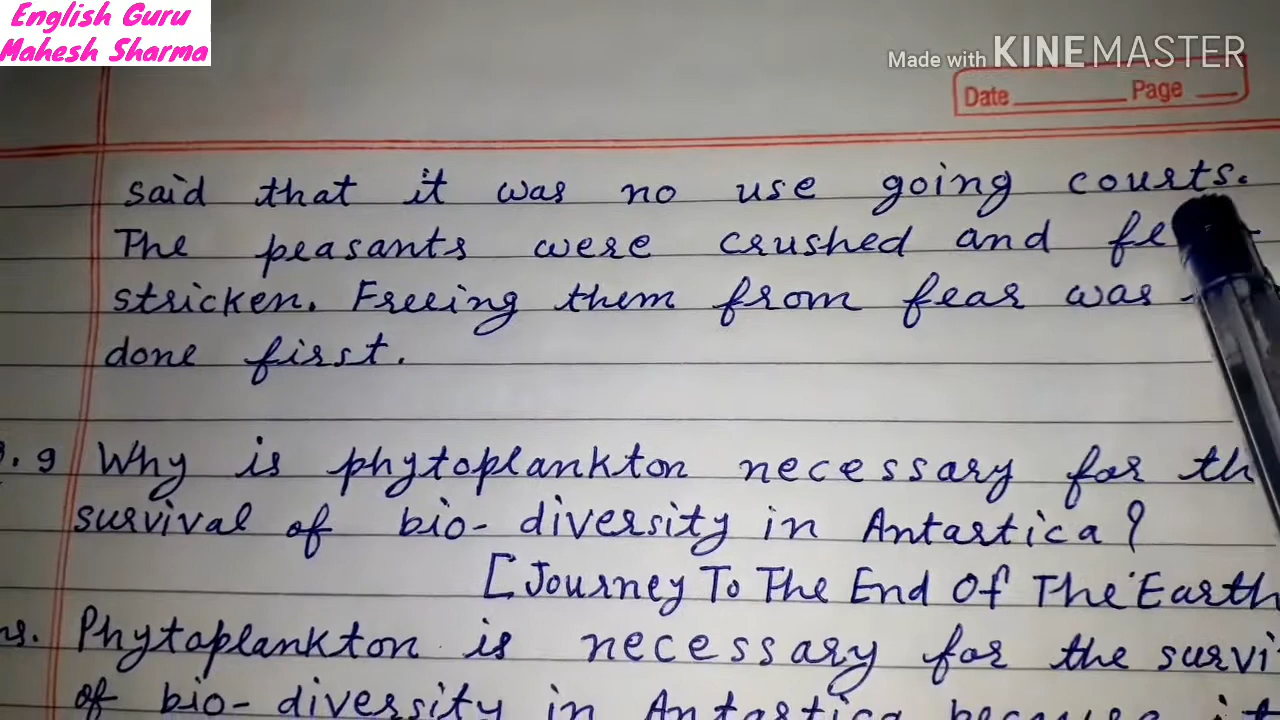 English Guru
Mahesh Sharma
Made with KINEMASTER
Date Page
said that it was no use going courts.
The peasants were crushed and
stricken. Freeing them from fear was
done first.
9 Why is phytoplankton necessary for
survival of bio-diversity in Antartica?
[Journey To The End Of The Earth
Phytoplankton is necessary for the
of bio-diversity in Antartica because